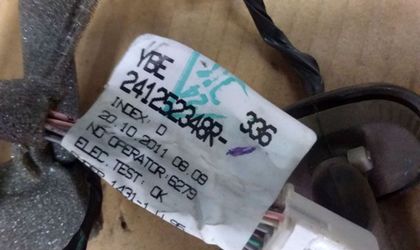 YBE
241252348R- 336
INDEX: D
20.10.2011 08.09
NO OPERATOR: 6279
ELEC. TEST: OK